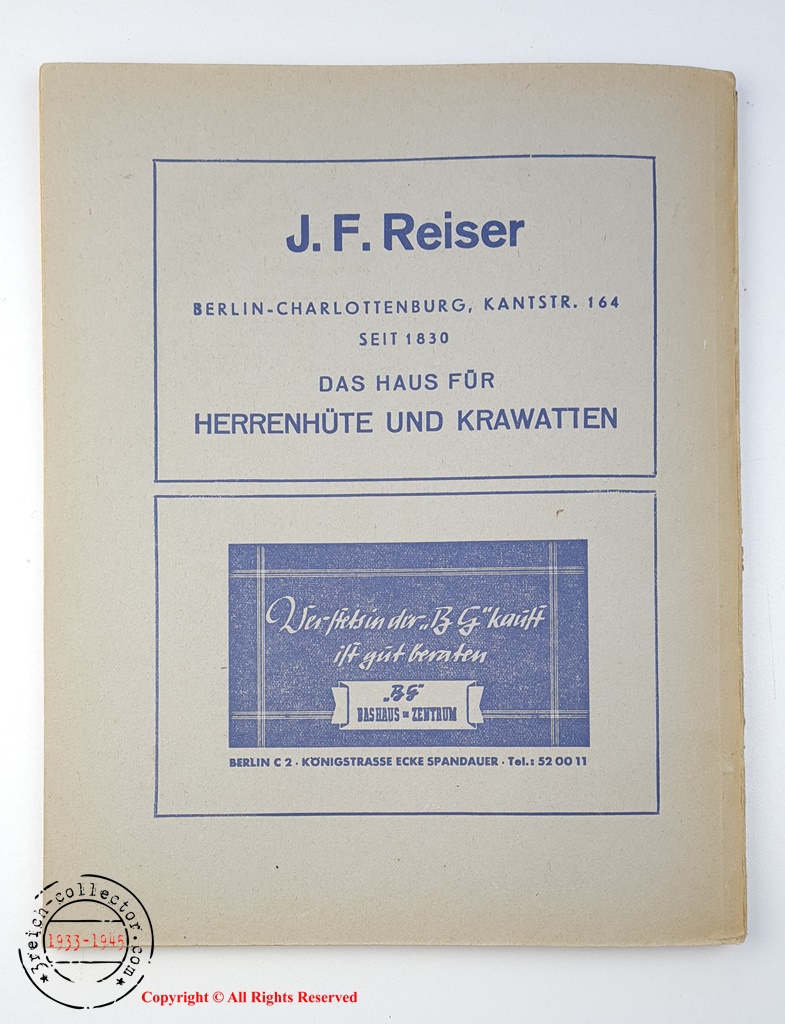 J. F. Reiser
BERLIN-CHARLOTTENBURG, KANTSTR. 164
SEIT 1830
DAS HAUS FÜR
HERRENHÜTE UND KRAWATTEN
Wer stets in der „BG“ kauft
ist gut beraten
„BG“
DAS HAUS IM ZENTRUM
BERLIN C 2 · KÖNIGSTRASSE ECKE SPANDAUER · Tel.: 52 00 11
3reich-collector.com
1933-1945
Copyright © All Rights Reserved